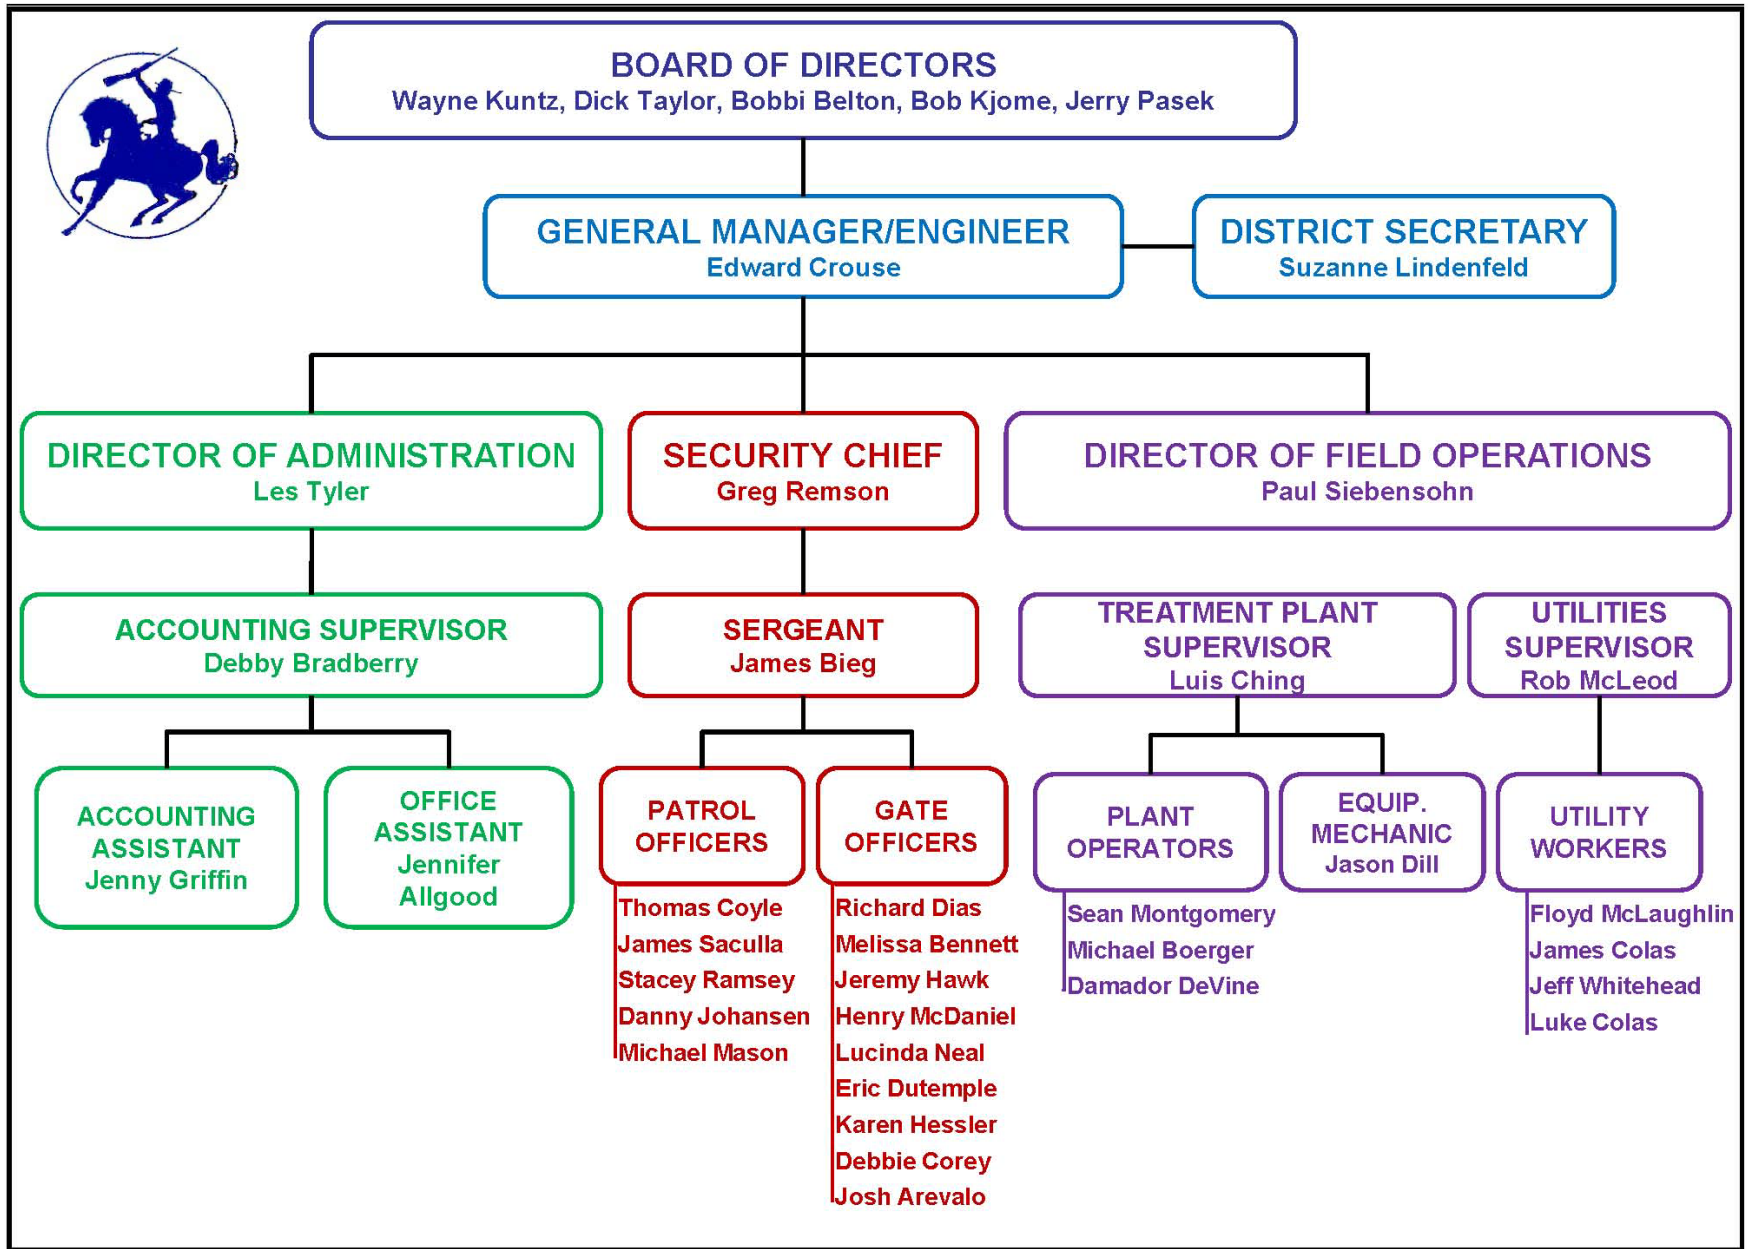 BOARD OF DIRECTORS
Wayne Kuntz, Dick Taylor, Bobbi Belton, Bob Kjome, Jerry Pasek
GENERAL MANAGER/ENGINEER
Edward Crouse
DISTRICT SECRETARY
Suzanne Lindenfeld
DIRECTOR OF ADMINISTRATION
Les Tyler
SECURITY CHIEF
Greg Remson
DIRECTOR OF FIELD OPERATIONS
Paul Siebensohn
ACCOUNTING SUPERVISOR
Debby Bradberry
SERGEANT
James Bieg
TREATMENT PLANT
SUPERVISOR
Luis Ching
UTILITIES
SUPERVISOR
Rob McLeod
ACCOUNTING
ASSISTANT
Jenny Griffin
OFFICE
ASSISTANT
Jennifer
Allgood
PATROL
OFFICERS
Thomas Coyle
James Saculla
Stacey Ramsey
Danny Johansen
Michael Mason
GATE
OFFICERS
Richard Dias
Melissa Bennett
Jeremy Hawk
Henry McDaniel
Lucinda Neal
Eric Dutemple
Karen Hessler
Debbie Corey
Josh Arevalo
PLANT
OPERATORS
Sean Montgomery
Michael Boerger
Damador DeVine
EQUIP.
MECHANIC
Jason Dill
UTILITY
WORKERS
Floyd McLaughlin
James Colas
Jeff Whitehead
Luke Colas